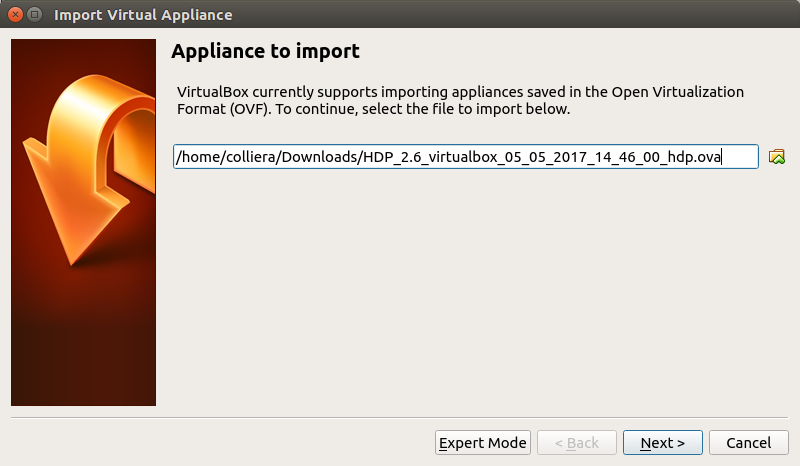 Import Virtual Appliance
Appliance to import
VirtualBox currently supports importing appliances saved in the Open Virtualization
Format (OVF). To continue, select the file to import below.
/home/colliera/Downloads/HDP_2.6_virtualbox_05_05_2017_14_46_00_hdp.ova
Expert Mode
< Back
Next >
Cancel